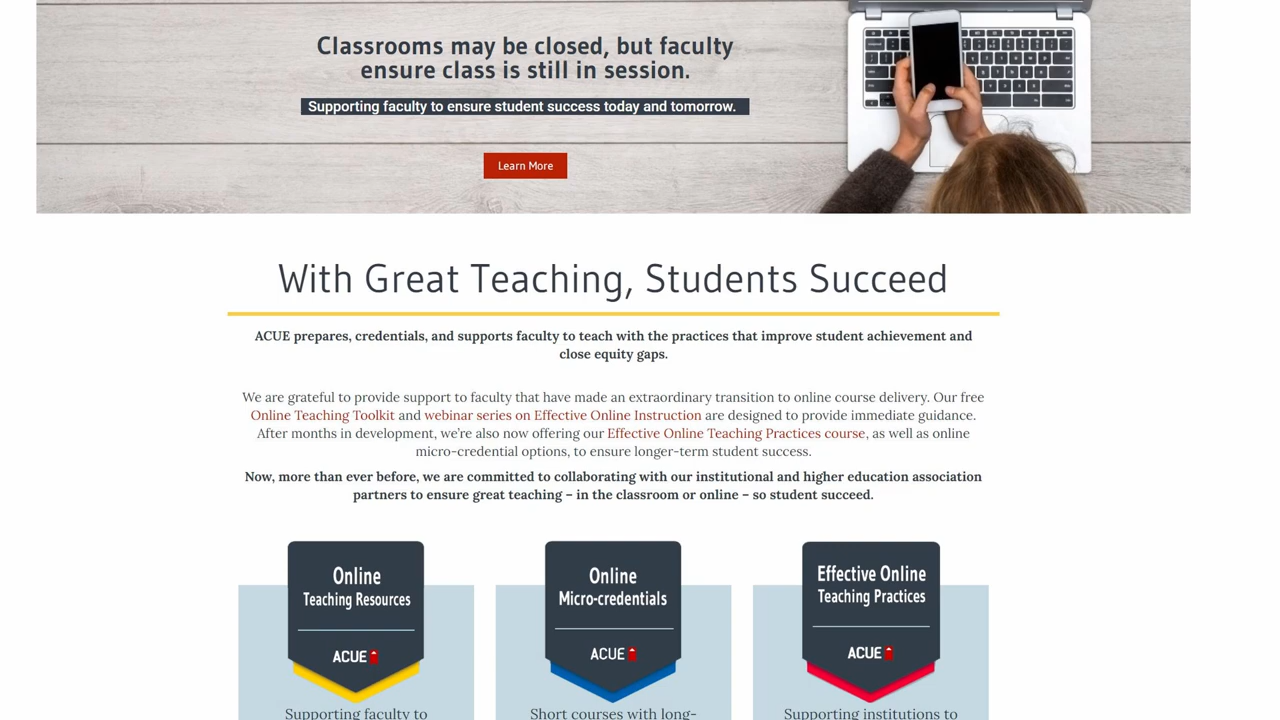 Classrooms may be closed, but faculty
ensure class is still in session.
Supporting faculty to ensure student success today and tomorrow.
Learn More
With Great Teaching, Students Succeed
ACUE prepares, credentials, and supports faculty to teach with the practices that improve student achievement and
close equity gaps.
We are grateful to provide support to faculty that have made an extraordinary transition to online course delivery. Our free
Online Teaching Toolkit and webinar series on Effective Online Instruction are designed to provide immediate guidance.
After months in development, we're also now offering our Effective Online Teaching Practices course, as well as online
micro-credential options, to ensure longer-term student success.
Now, more than ever before, we are committed to collaborating with our institutional and higher education association
partners to ensure great teaching – in the classroom or online – so student succeed.
Online
Teaching Resources
ACUE
Supporting faculty to
Online
Micro-credentials
ACUE
Short courses with long-
Effective Online
Teaching Practices
ACUE
Supporting institutions to